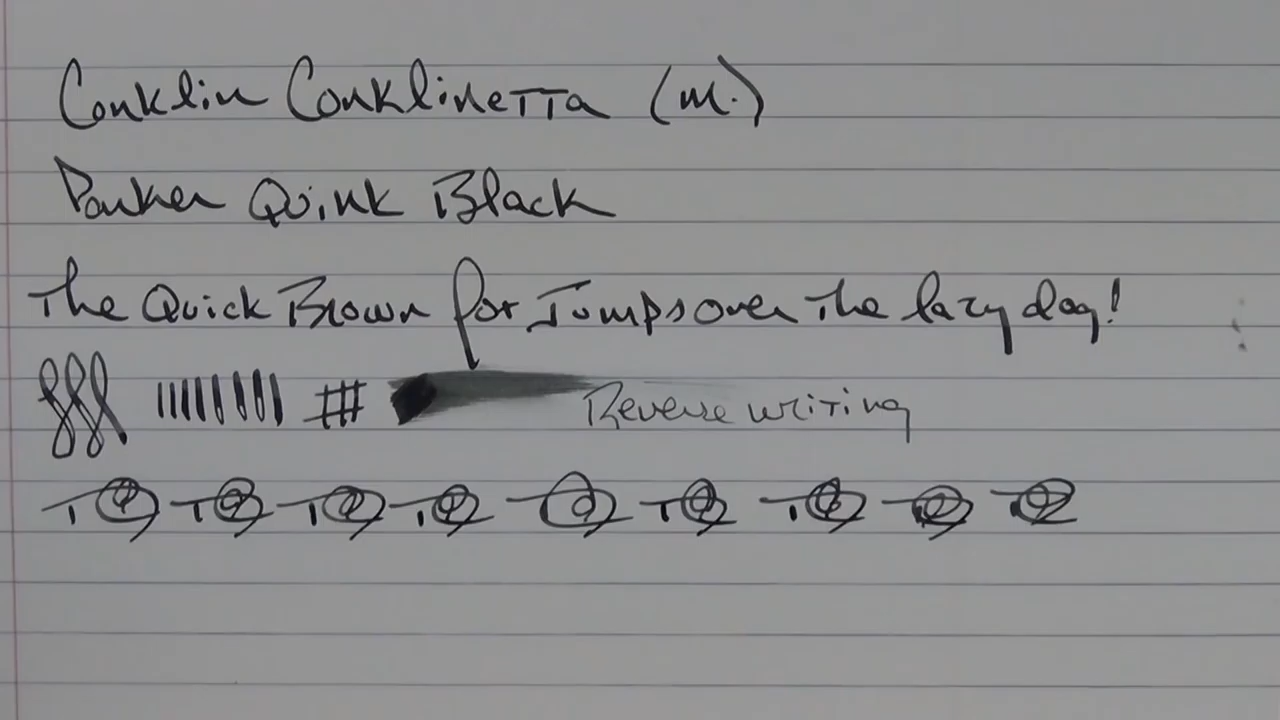 Conklin Conklinetta (m.)
Parker Quink Black
The Quick Brown fox Jumps over The lazy dog!
Reverse writing